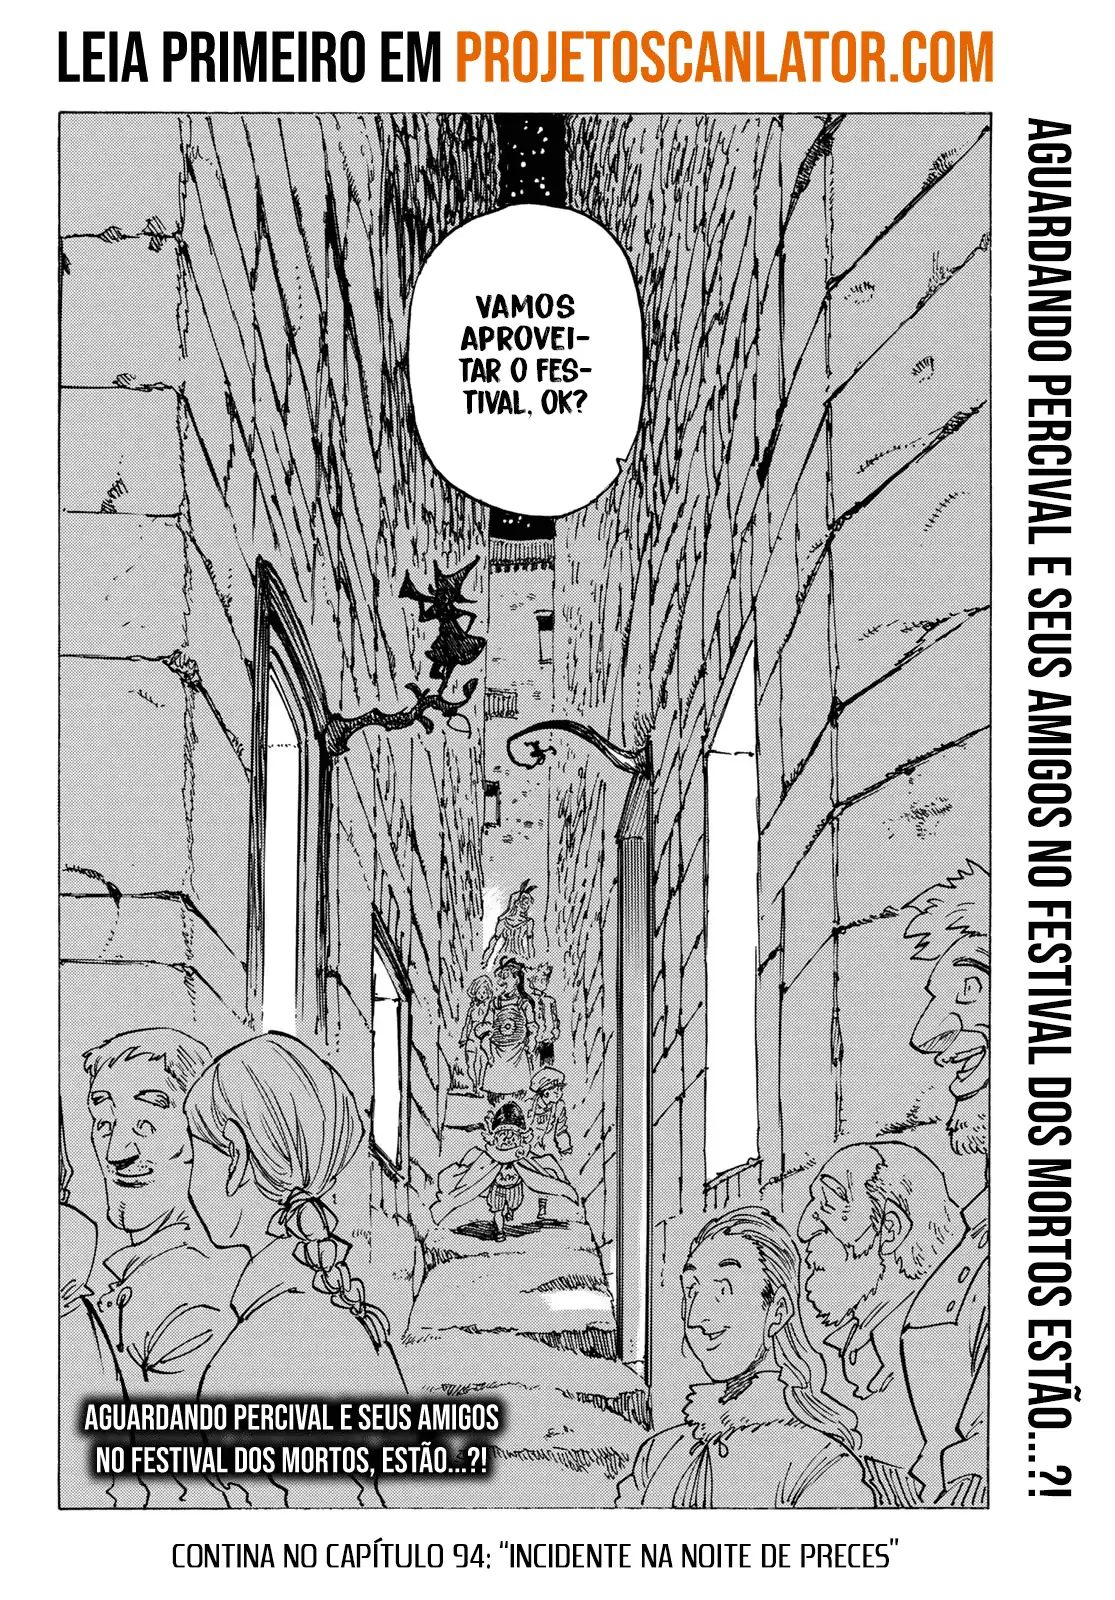 LEIA PRIMEIRO EM PROJETOSCANLATOR.COM
AGUARDANDO PERCIVAL E SEUS AMIGOS NO FESTIVAL DOS MORTOS ESTÃO...?!
VAMOS
APROVEI-
TAR O FES-
TIVAL, OK?
AGUARDANDO PERCIVAL E SEUS AMIGOS
NO FESTIVAL DOS MORTOS, ESTÃO...?!
CONTINA NO CAPÍTULO 94: “INCIDENTE NA NOITE DE PRECES”